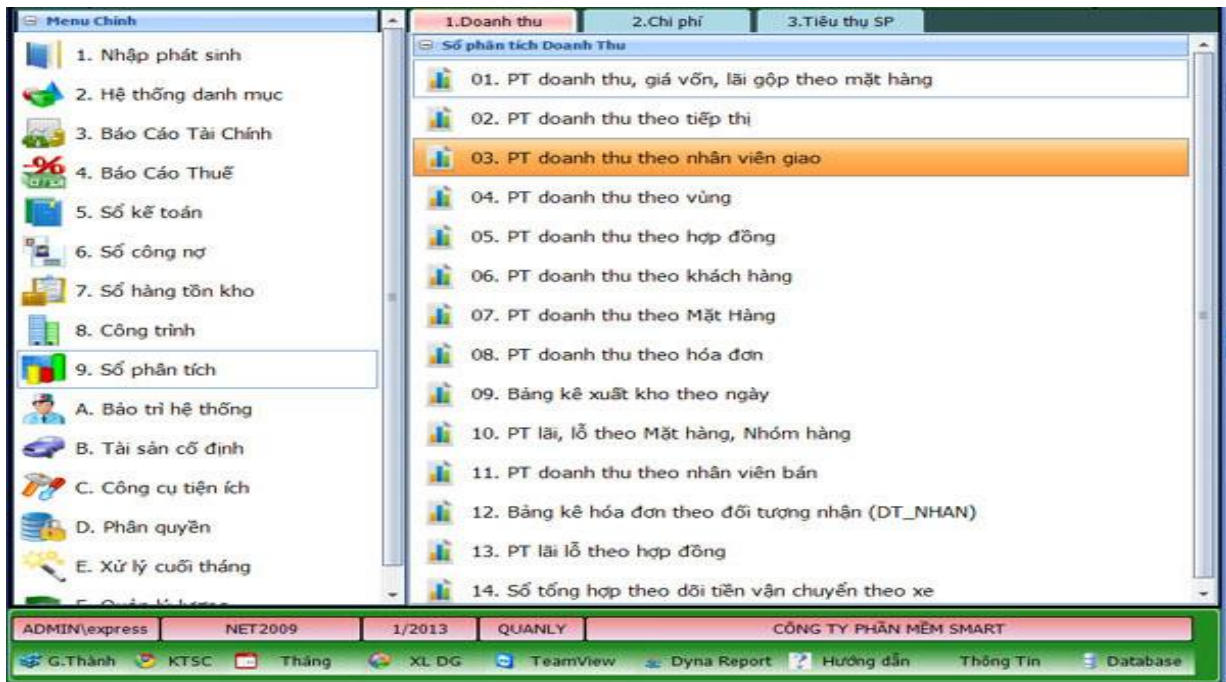 Menu Chính
1. Nhập phát sinh
2. Hệ thống danh mục
3. Báo Cáo Tài Chính
4. Báo Cáo Thuế
5. Sổ kế toán
6. Sổ công nợ
7. Sổ hàng tồn kho
8. Công trình
9. Sổ phân tích
A. Bảo trì hệ thống
B. Tài sản cố định
C. Công cụ tiện ích
D. Phân quyền
E. Xử lý cuối tháng
1.Doanh thu 2.Chi phí 3.Tiêu thụ SP
Sổ phân tích Doanh Thu
01. PT doanh thu, giá vốn, lãi gộp theo mặt hàng
02. PT doanh thu theo tiếp thị
03. PT doanh thu theo nhân viên giao
04. PT doanh thu theo vùng
05. PT doanh thu theo hợp đồng
06. PT doanh thu theo khách hàng
07. PT doanh thu theo Mặt Hàng
08. PT doanh thu theo hóa đơn
09. Bảng kê xuất kho theo ngày
10. PT lãi, lỗ theo Mặt hàng, Nhóm hàng
11. PT doanh thu theo nhân viên bán
12. Bảng kê hóa đơn theo đối tượng nhận (DT_NHAN)
13. PT lãi lỗ theo hợp đồng
14. Sổ tổng hợp theo dõi tiền vận chuyển theo xe
ADMIN\express NET2009 1/2013 QUANLY CÔNG TY PHẦN MỀM SMART
G.Thành KTSC Tháng XL DG TeamView Dyna Report Hướng dẫn Thông Tin Database